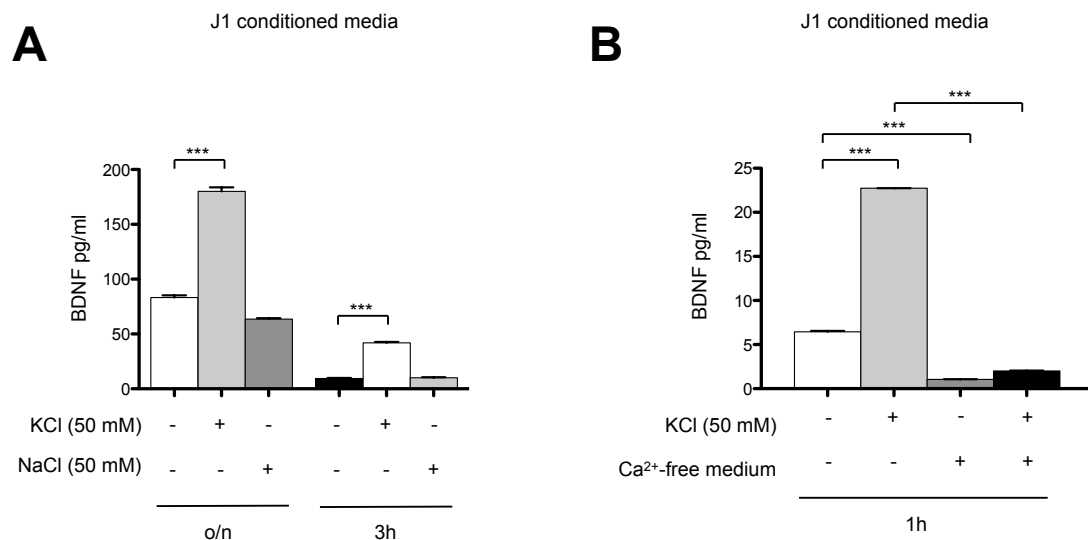 J1 conditioned media
A
***
***
200
150
100
50
0
BDNF pg/ml
KCl (50 mM) - + - - + -
NaCl (50 mM) - - + - - +
o/n 3h
J1 conditioned media
B
***
***
***
25
20
15
10
5
0
BDNF pg/ml
KCl (50 mM) - + - +
Ca²⁺-free medium - - + +
1h